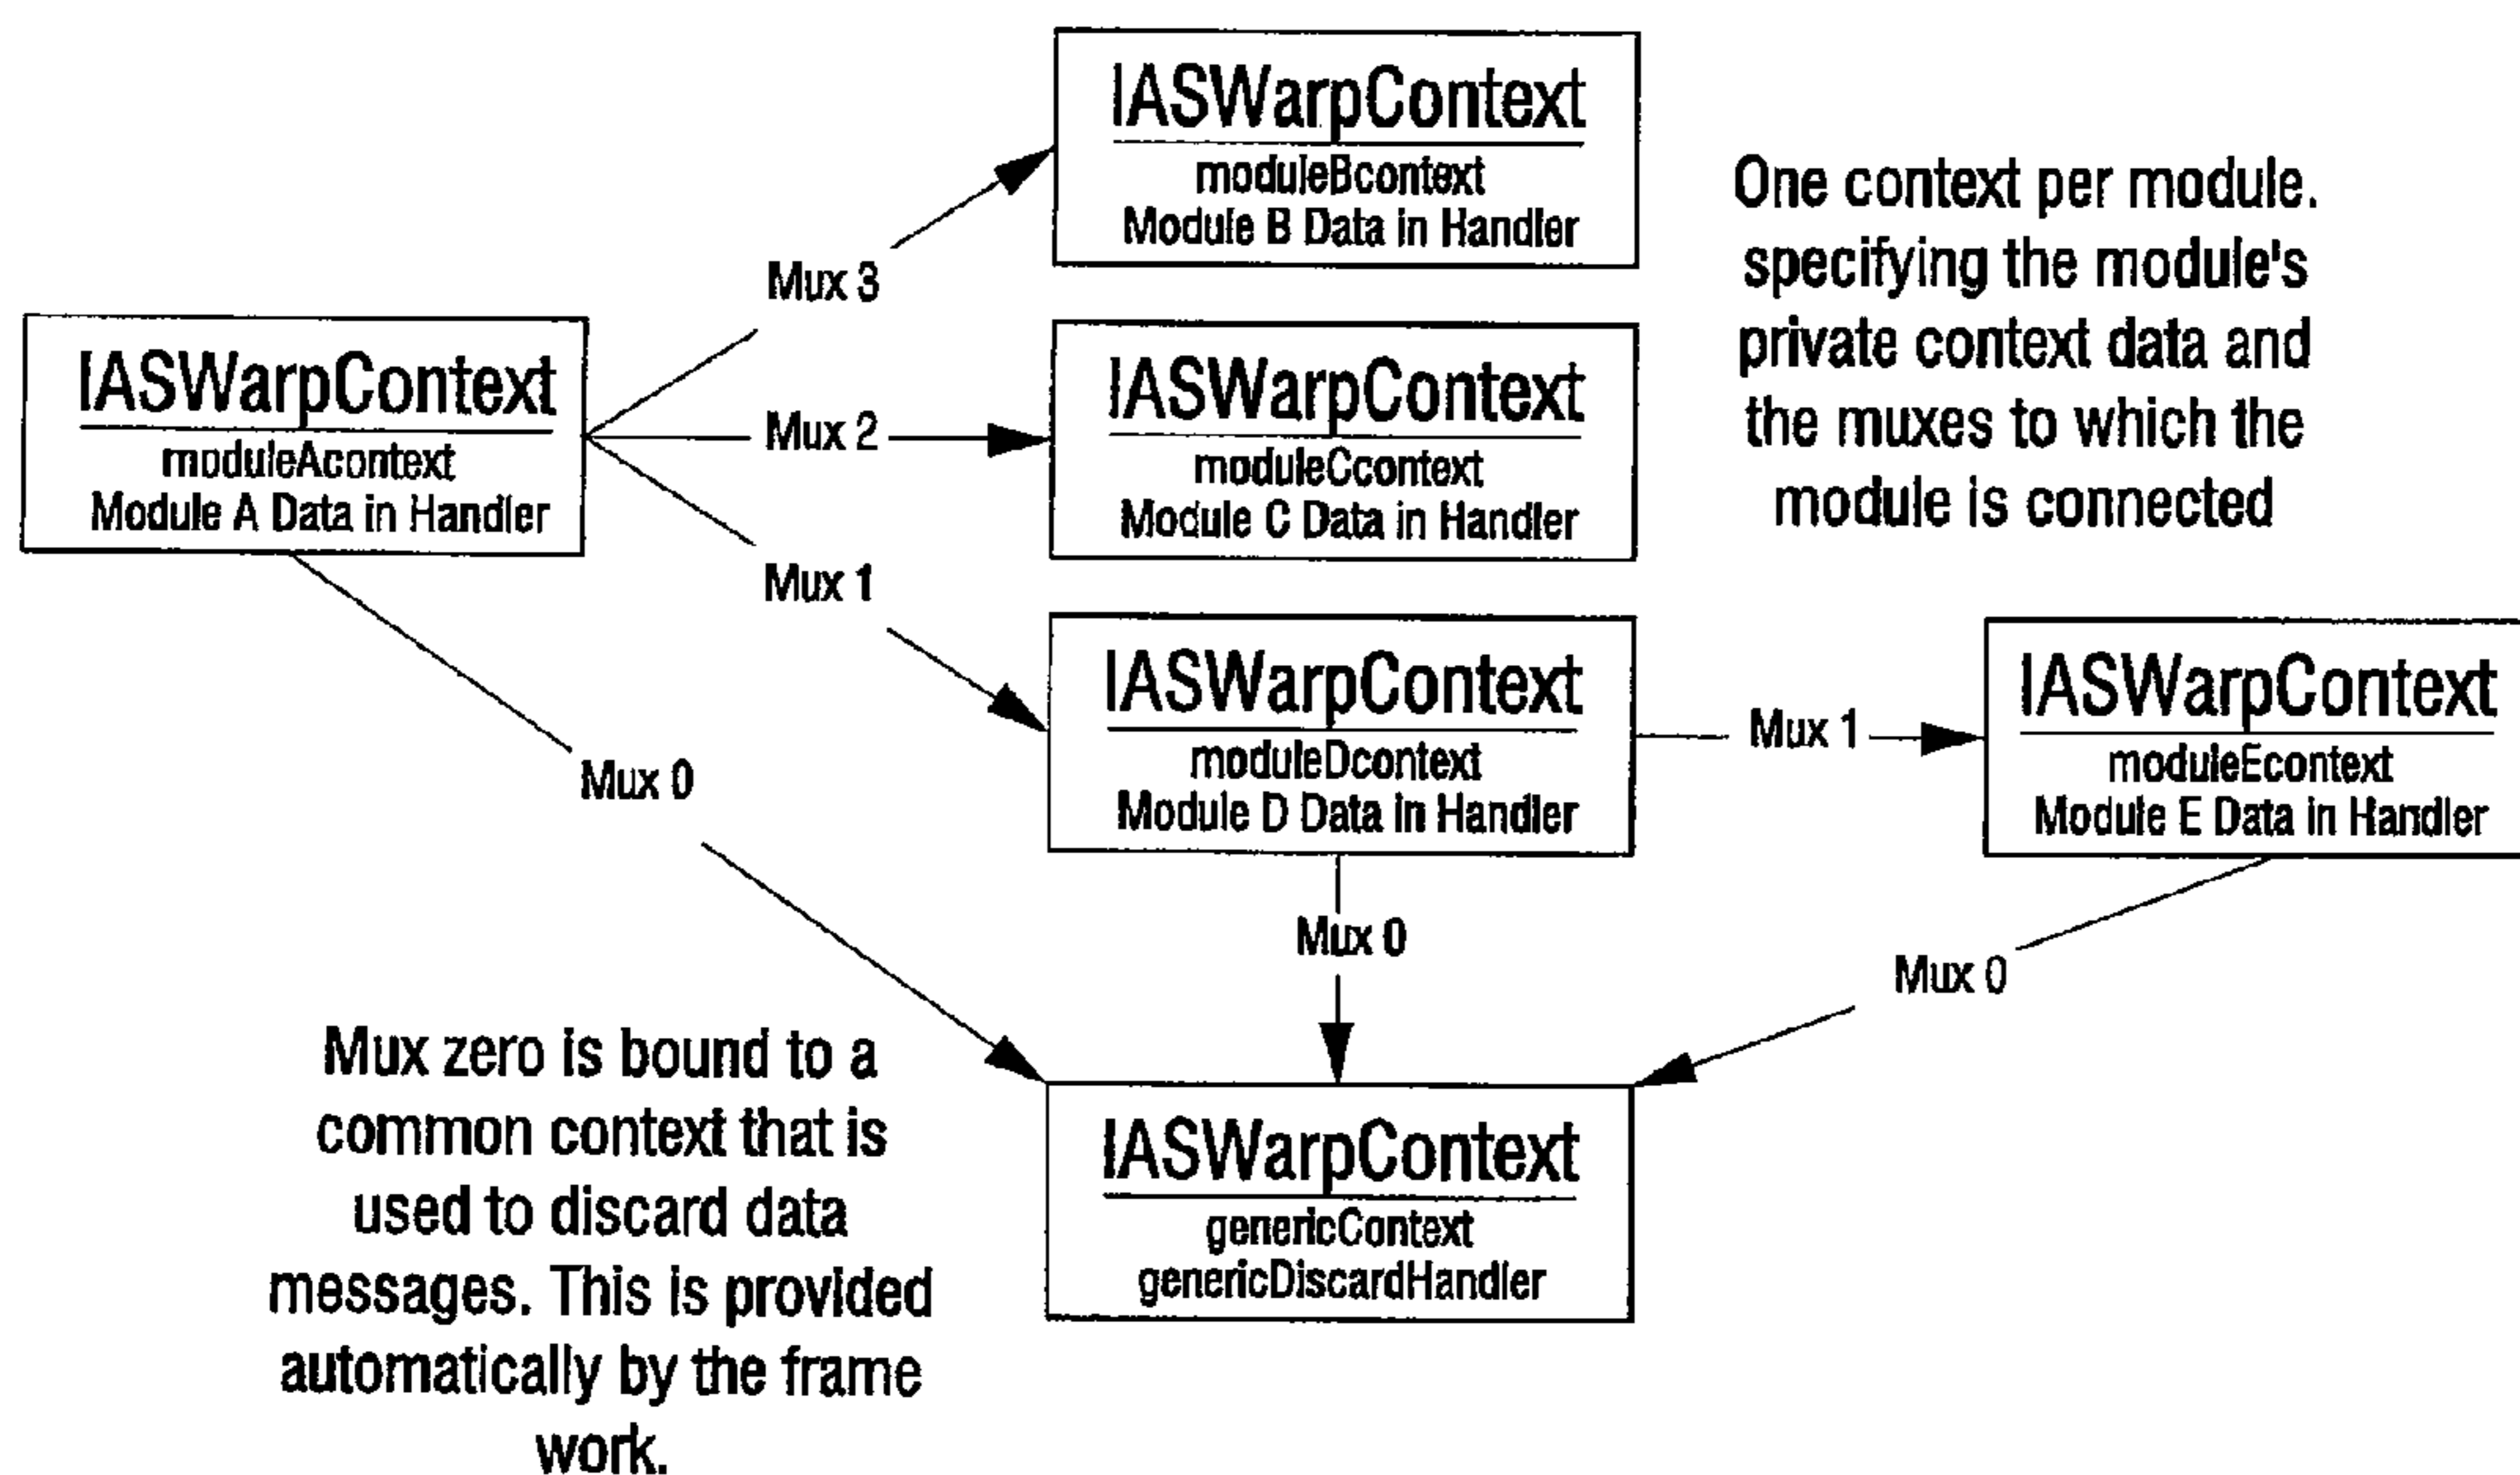 IASWarpContext
moduleBcontext
Module B Data in Handler
One context per module.
specifying the module's
private context data and
the muxes to which the
module is connected
Mux 3
IASWarpContext
moduleAcontext
Module A Data in Handler
Mux 2
IASWarpContext
moduleCcontext
Module C Data in Handler
Mux 1
IASWarpContext
moduleDcontext
Module D Data in Handler
Mux 1
IASWarpContext
moduleEcontext
Module E Data in Handler
Mux 0
Mux 0
Mux 0
Mux zero is bound to a
common context that is
used to discard data
messages. This is provided
automatically by the frame
work.
IASWarpContext
genericContext
genericDiscardHandler